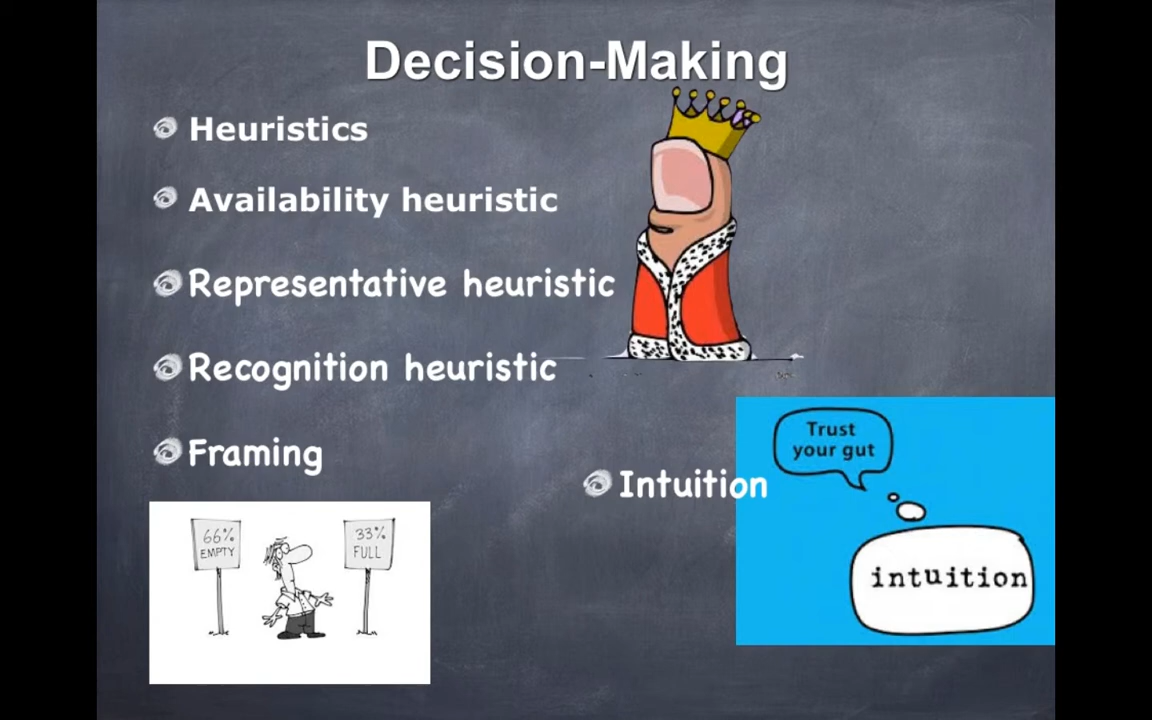 Decision-Making
Heuristics
Availability heuristic
Representative heuristic
Recognition heuristic
Framing
Intuition
66%
EMPTY
33%
FULL
Trust
your gut
intuition